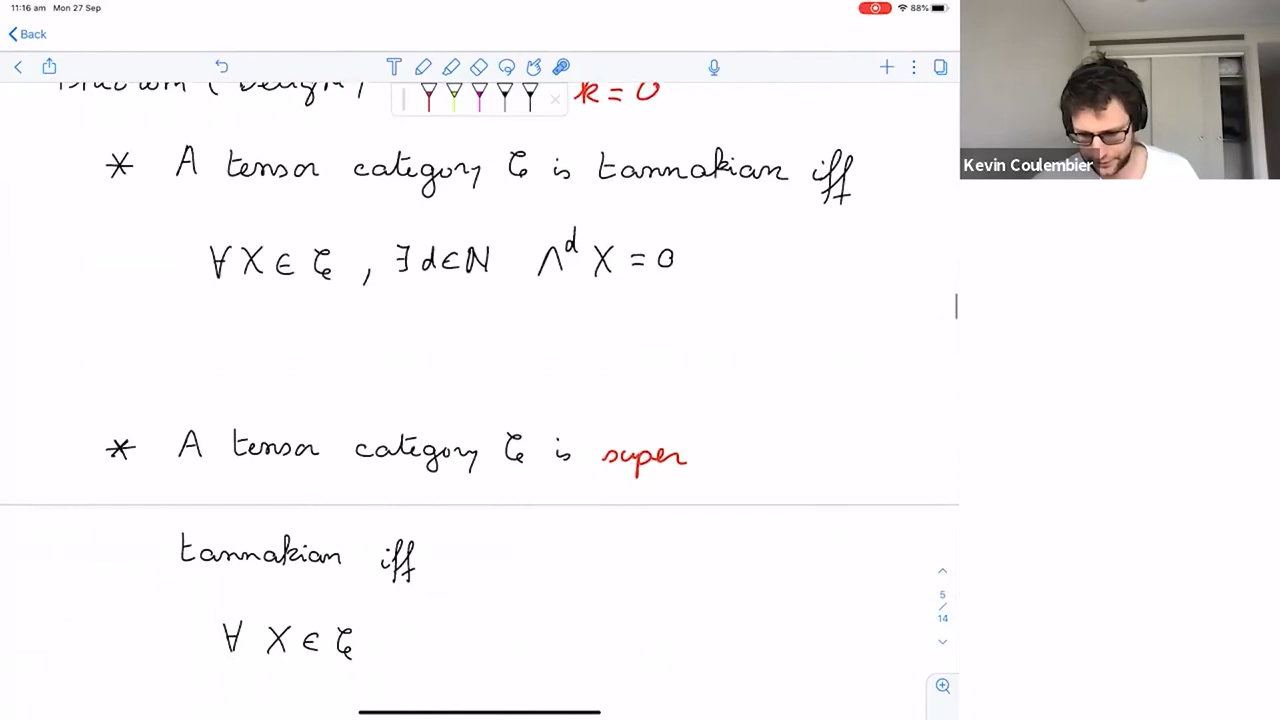 11:16 am Mon 27 Sep
88%
Back
T
k = 0
* A tensor category 𝒞 is tannakian iff
∀ X ∈ 𝒞 , ∃ d ∈ ℕ Λ^d X = 0
* A tensor category 𝒞 is super
tannakian iff
∀ X ∈ 𝒞
5
/
14
Kevin Coulembier